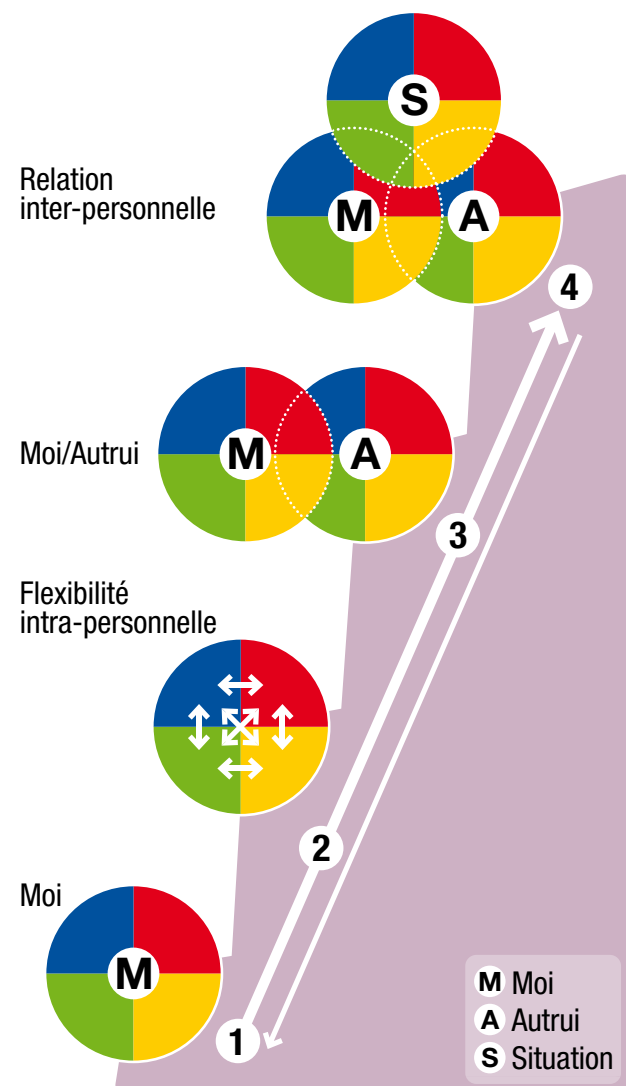 S
Relation
inter-personnelle
M
A
4
Moi/Autrui
M
A
3
Flexibilité
intra-personnelle
2
Moi
M
1
M Moi
A Autrui
S Situation